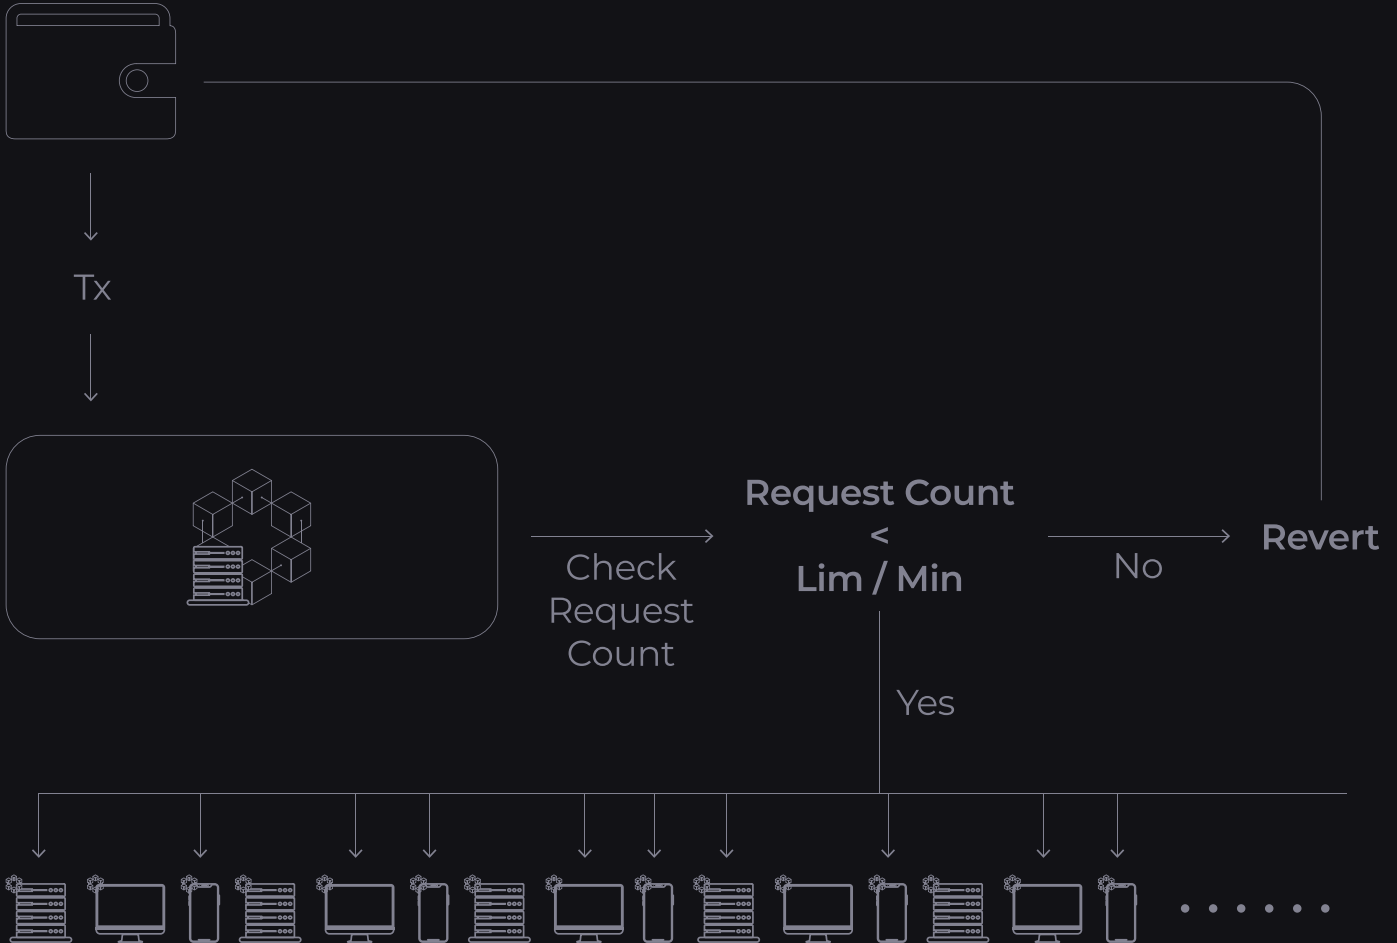 Tx
Request Count
<
Lim / Min
Check
Request
Count
No
Revert
Yes